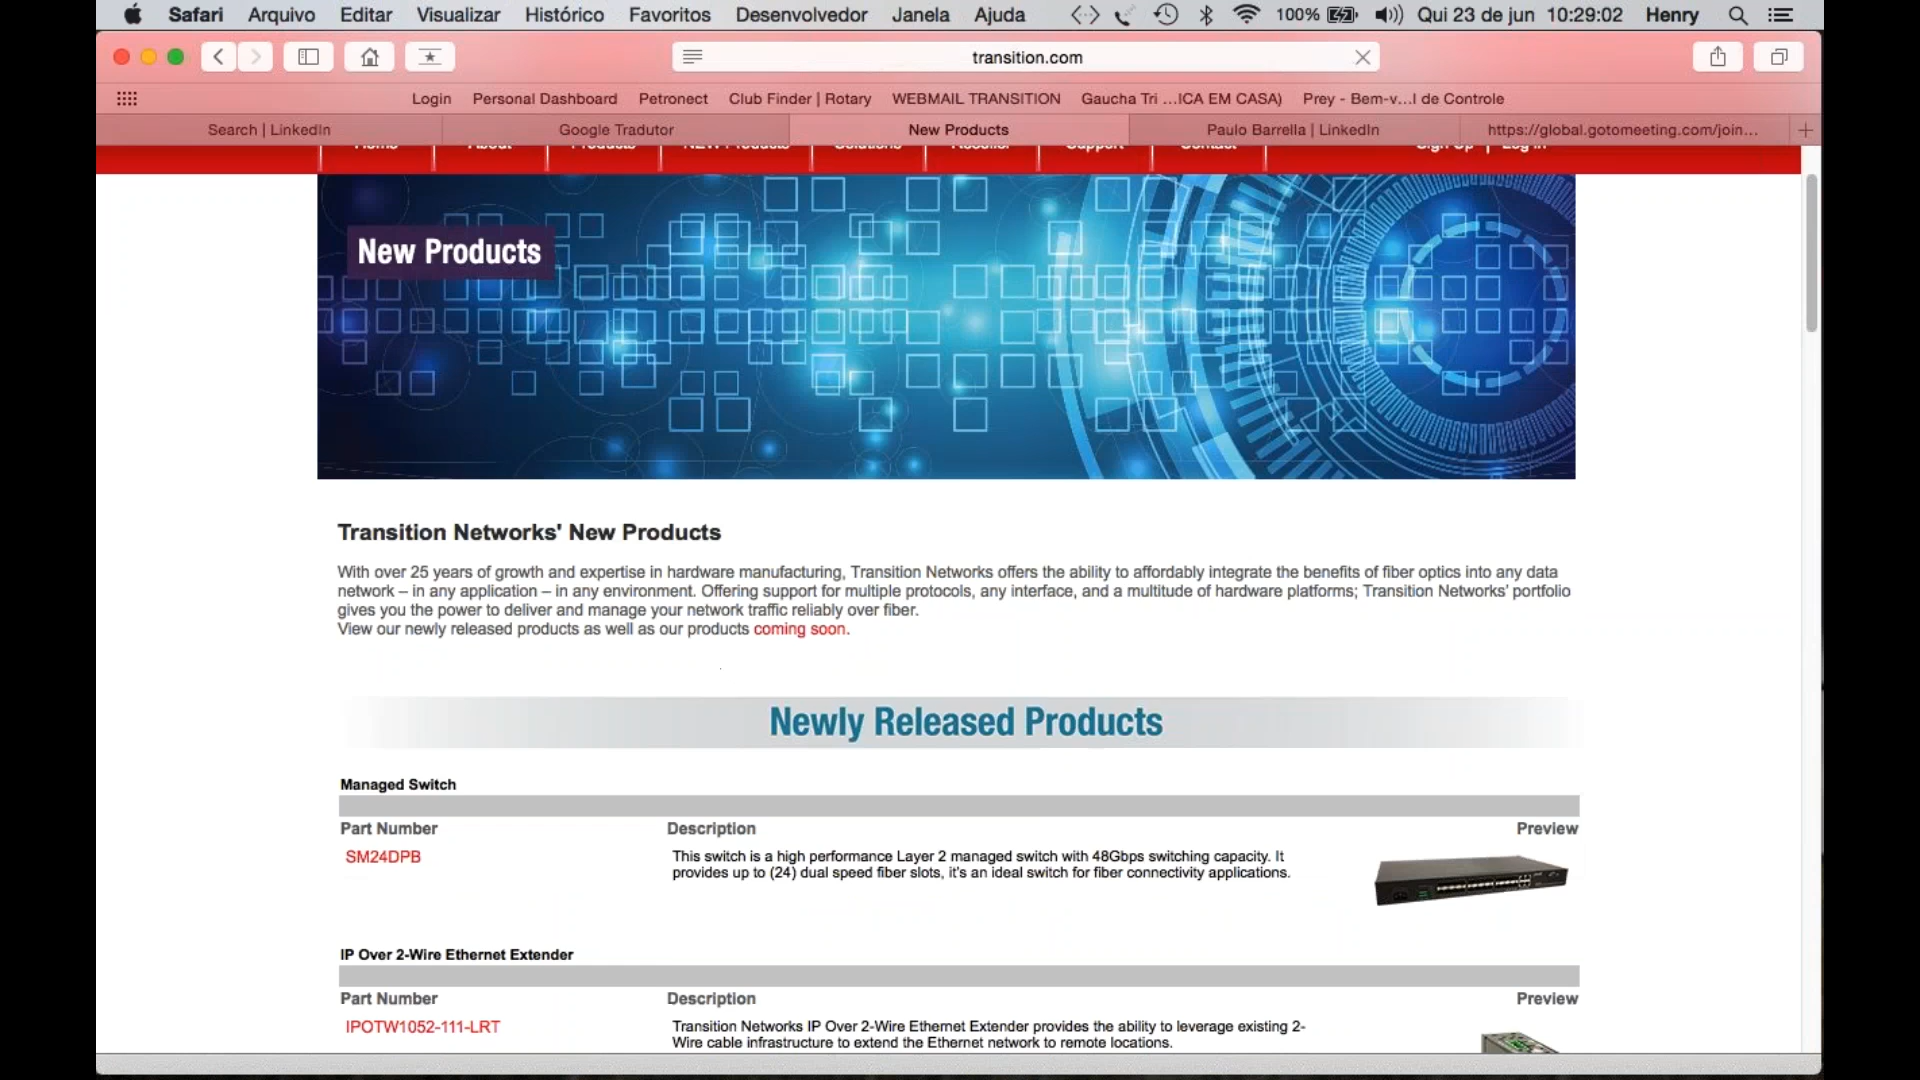 Safari Arquivo Editar Visualizar Histórico Favoritos Desenvolvedor Janela Ajuda 100% Qui 23 de jun 10:29:02 Henry
transition.com
Login Personal Dashboard Petronect Club Finder | Rotary WEBMAIL TRANSITION Gaucha Tri ...ICA EM CASA) Prey - Bem-v...l de Controle
Search | LinkedIn Google Tradutor New Products Paulo Barrella | LinkedIn https://global.gotomeeting.com/join...
Home About Products NEW Products Solutions Reseller Support Contact Sign Up | Log In
New Products
Transition Networks' New Products
With over 25 years of growth and expertise in hardware manufacturing, Transition Networks offers the ability to affordably integrate the benefits of fiber optics into any data
network – in any application – in any environment. Offering support for multiple protocols, any interface, and a multitude of hardware platforms; Transition Networks' portfolio
gives you the power to deliver and manage your network traffic reliably over fiber.
View our newly released products as well as our products coming soon.
Newly Released Products
Managed Switch
Part Number Description Preview
SM24DPB
This switch is a high performance Layer 2 managed switch with 48Gbps switching capacity. It
provides up to (24) dual speed fiber slots, it's an ideal switch for fiber connectivity applications.
IP Over 2-Wire Ethernet Extender
Part Number Description Preview
IPOTW1052-111-LRT
Transition Networks IP Over 2-Wire Ethernet Extender provides the ability to leverage existing 2-
Wire cable infrastructure to extend the Ethernet network to remote locations.